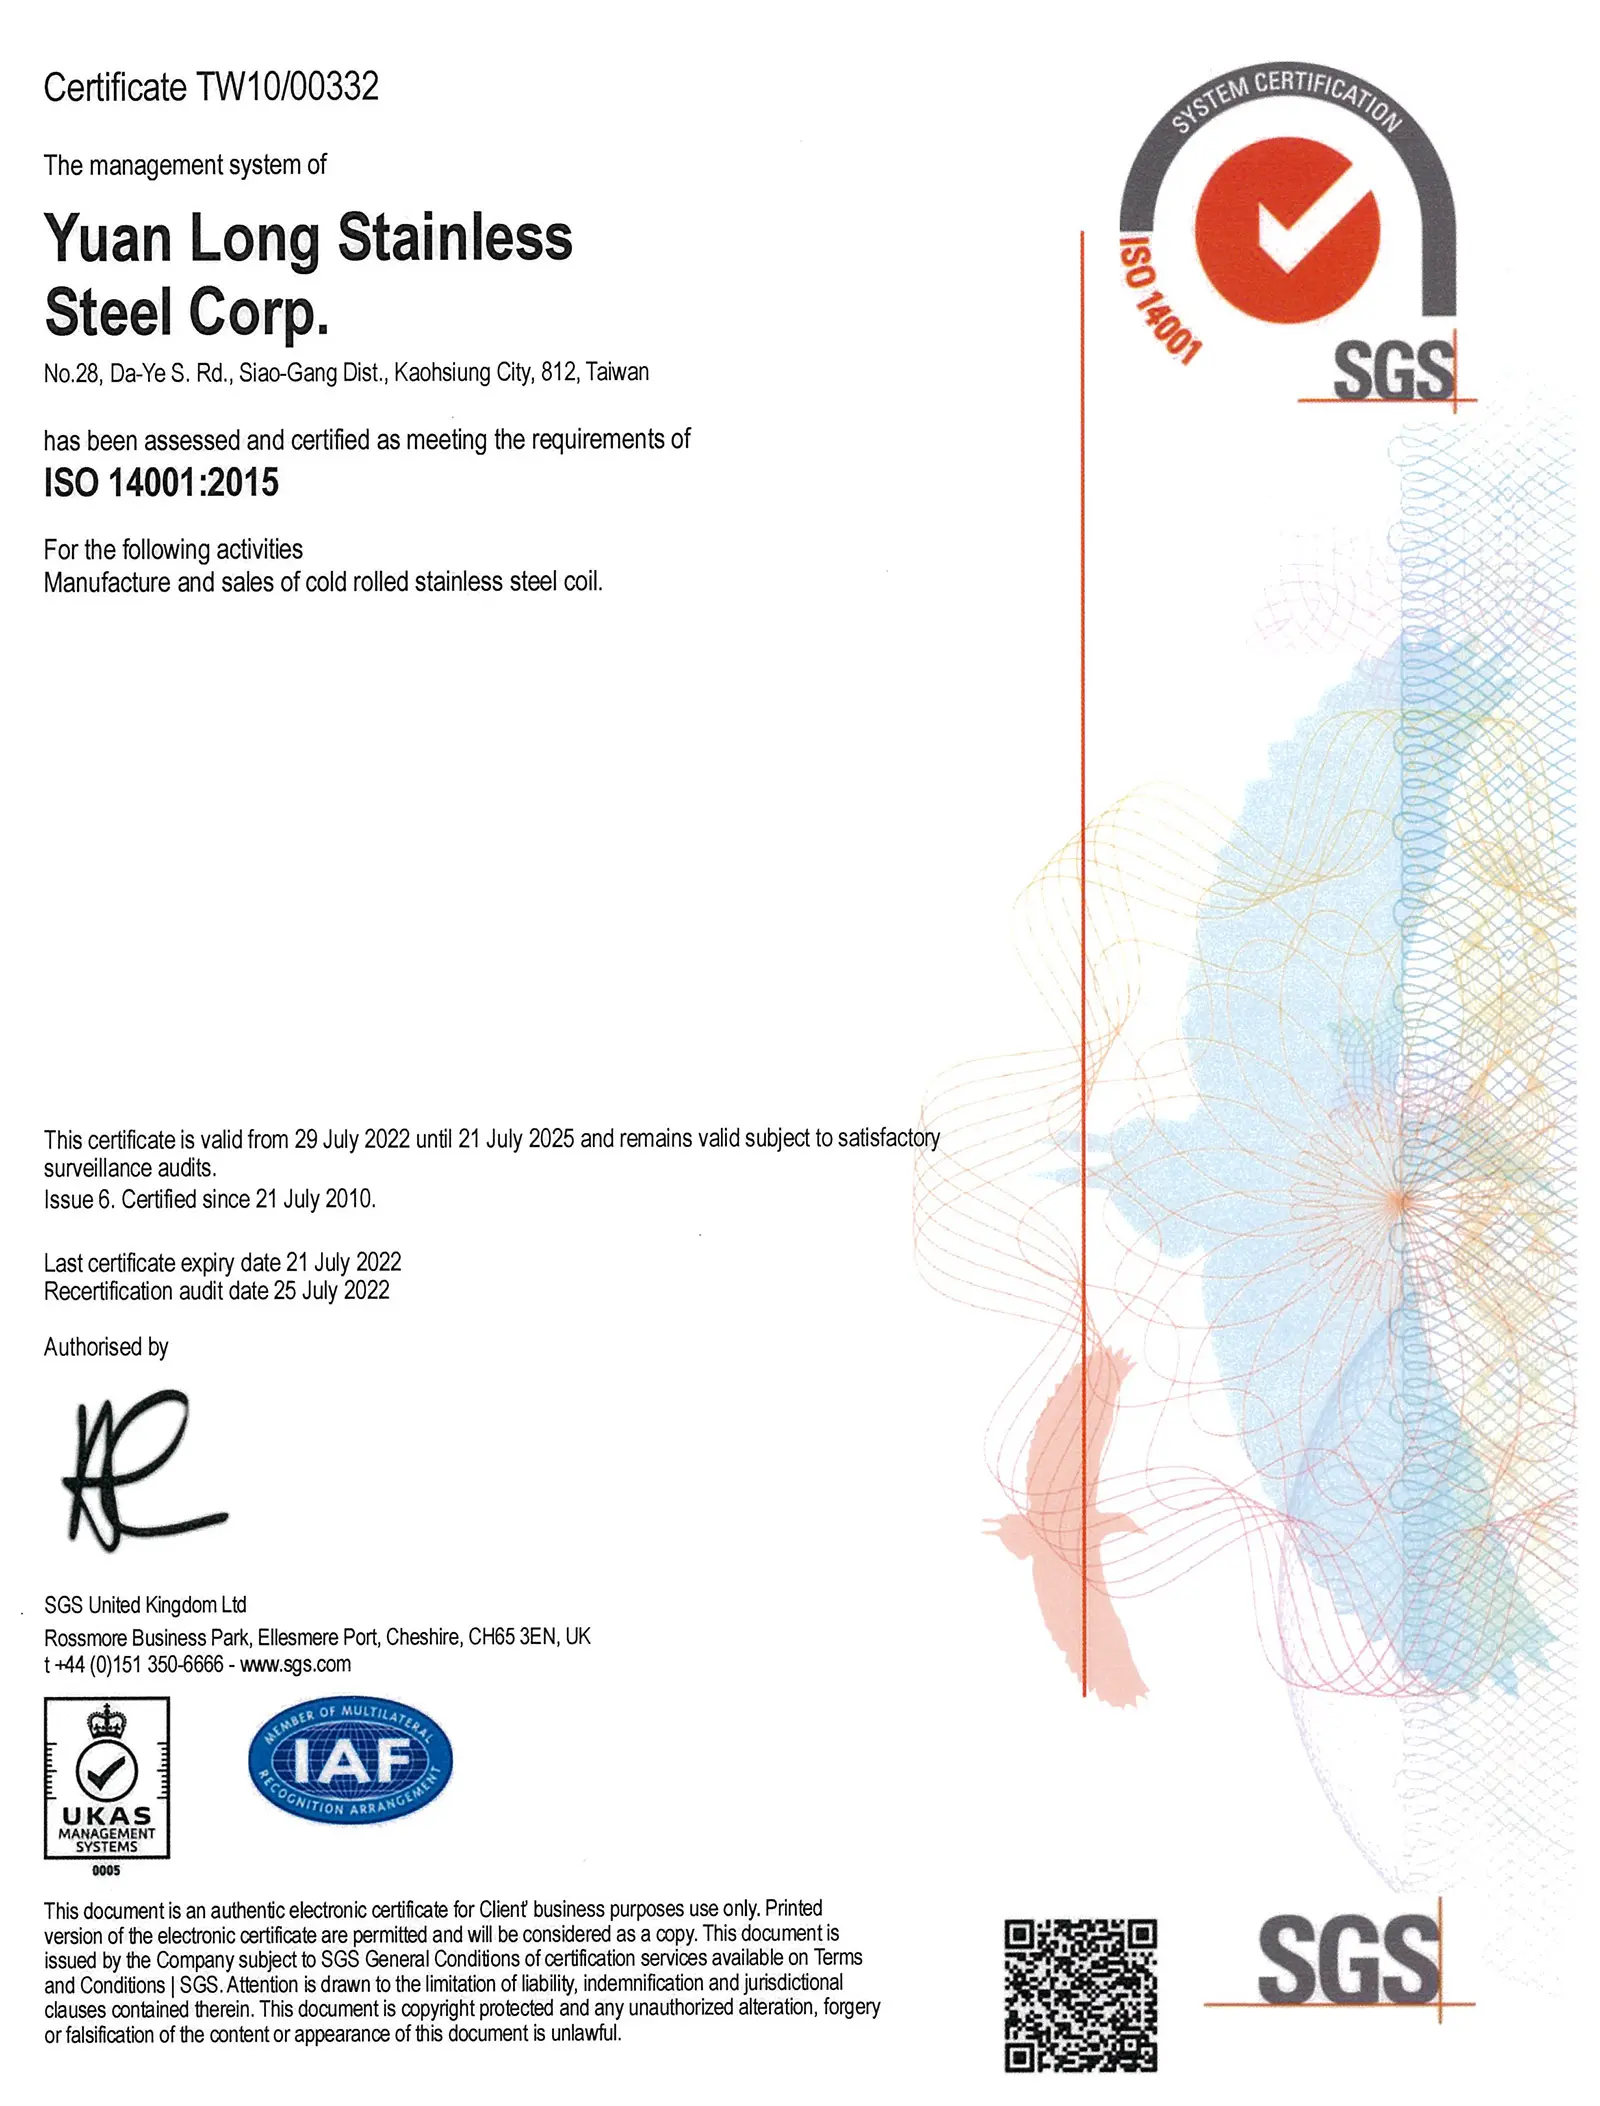 Certificate TW10/00332
The management system of
Yuan Long Stainless
Steel Corp.
No.28, Da-Ye S. Rd., Siao-Gang Dist., Kaohsiung City, 812, Taiwan
has been assessed and certified as meeting the requirements of
ISO 14001:2015
For the following activities
Manufacture and sales of cold rolled stainless steel coil.
SYSTEM CERTIFICATION
ISO 14001
SGS
This certificate is valid from 29 July 2022 until 21 July 2025 and remains valid subject to satisfactory
surveillance audits.
Issue 6. Certified since 21 July 2010.
Last certificate expiry date 21 July 2022
Recertification audit date 25 July 2022
Authorised by
SGS United Kingdom Ltd
Rossmore Business Park, Ellesmere Port, Cheshire, CH65 3EN, UK
t +44 (0)151 350-6666 - www.sgs.com
UKAS
MANAGEMENT
SYSTEMS
0005
MEMBER OF MULTILATERAL
IAF
RECOGNITION ARRANGEMENT
This document is an authentic electronic certificate for Client' business purposes use only. Printed
version of the electronic certificate are permitted and will be considered as a copy. This document is
issued by the Company subject to SGS General Conditions of certification services available on Terms
and Conditions | SGS. Attention is drawn to the limitation of liability, indemnification and jurisdictional
clauses contained therein. This document is copyright protected and any unauthorized alteration, forgery
or falsification of the content or appearance of this document is unlawful.
SGS